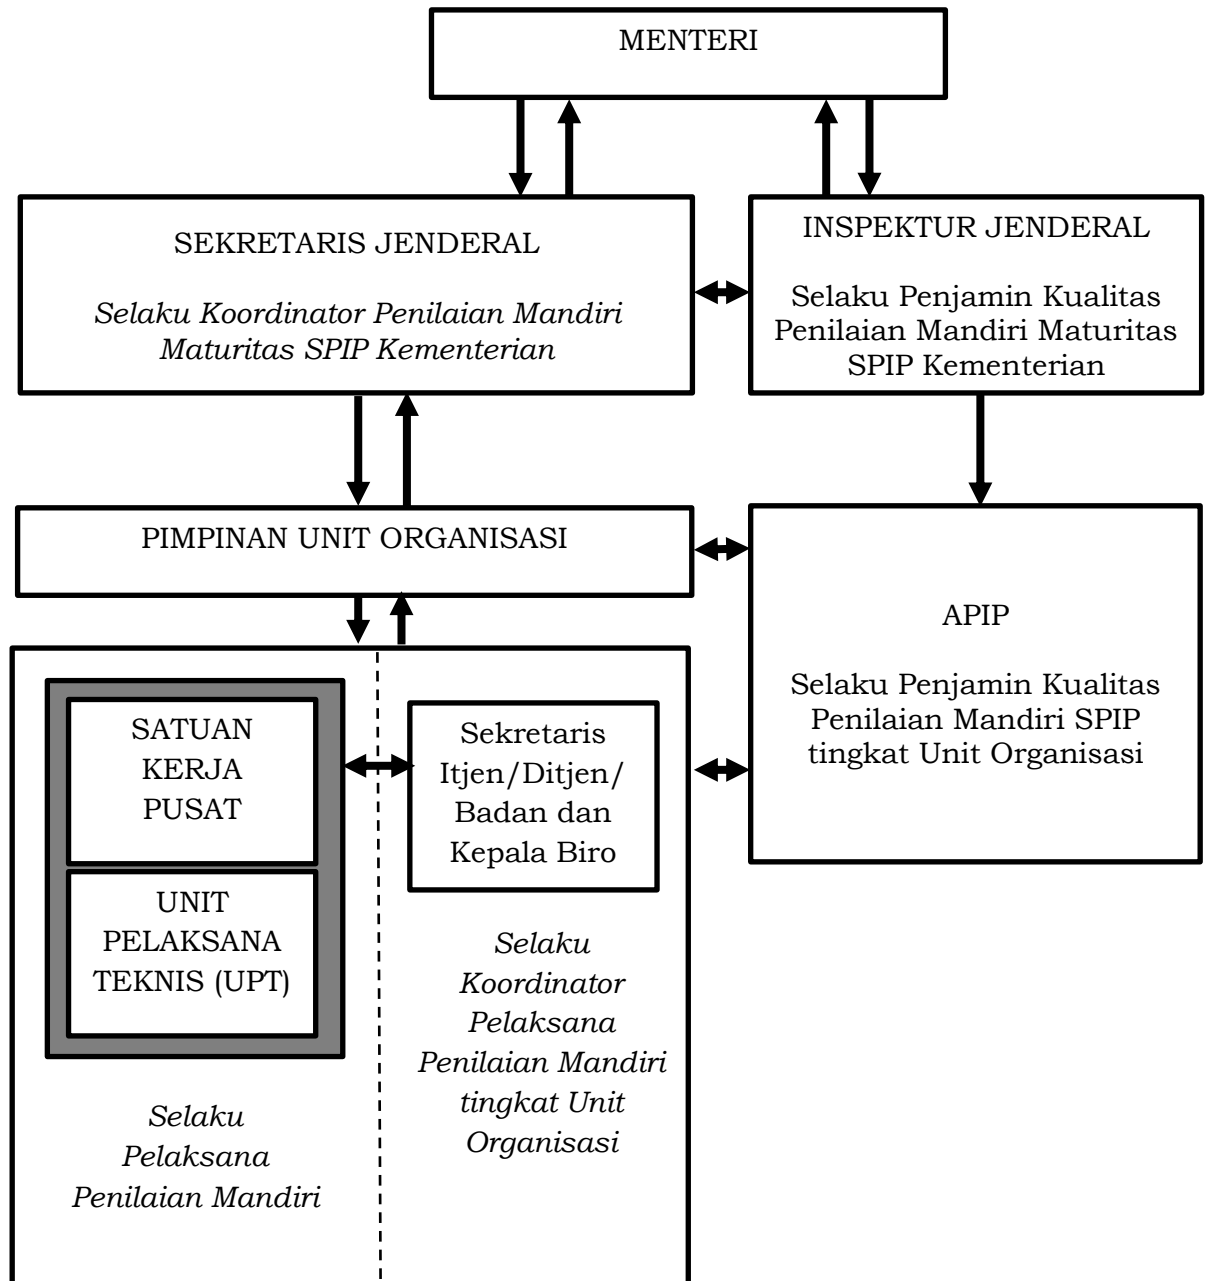 MENTERI
SEKRETARIS JENDERAL
Selaku Koordinator Penilaian Mandiri
Maturitas SPIP Kementerian
INSPEKTUR JENDERAL
Selaku Penjamin Kualitas
Penilaian Mandiri Maturitas
SPIP Kementerian
PIMPINAN UNIT ORGANISASI
APIP
Selaku Penjamin Kualitas
Penilaian Mandiri SPIP
tingkat Unit Organisasi
SATUAN
KERJA
PUSAT
UNIT
PELAKSANA
TEKNIS (UPT)
Selaku
Pelaksana
Penilaian Mandiri
Sekretaris
Itjen/Ditjen/
Badan dan
Kepala Biro
Selaku
Koordinator
Pelaksana
Penilaian Mandiri
tingkat Unit
Organisasi